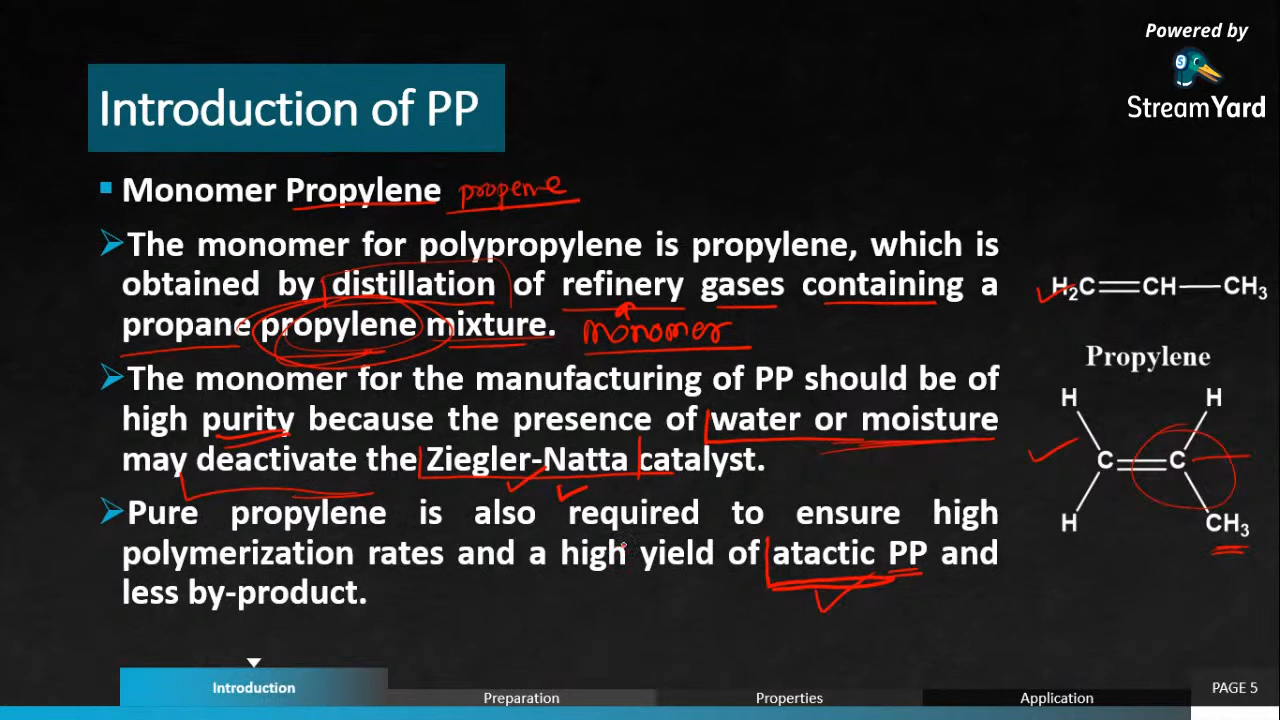 Powered by
StreamYard
Introduction of PP
Monomer Propylene propene
The monomer for polypropylene is propylene, which is
obtained by distillation of refinery gases containing a
propane propylene mixture. monomer
The monomer for the manufacturing of PP should be of
high purity because the presence of water or moisture
may deactivate the Ziegler-Natta catalyst.
Pure propylene is also required to ensure high
polymerization rates and a high yield of atactic PP and
less by-product.
H₂C══CH—CH₃
Propylene
H H
C══C
H CH₃
Introduction Preparation Properties Application PAGE 5